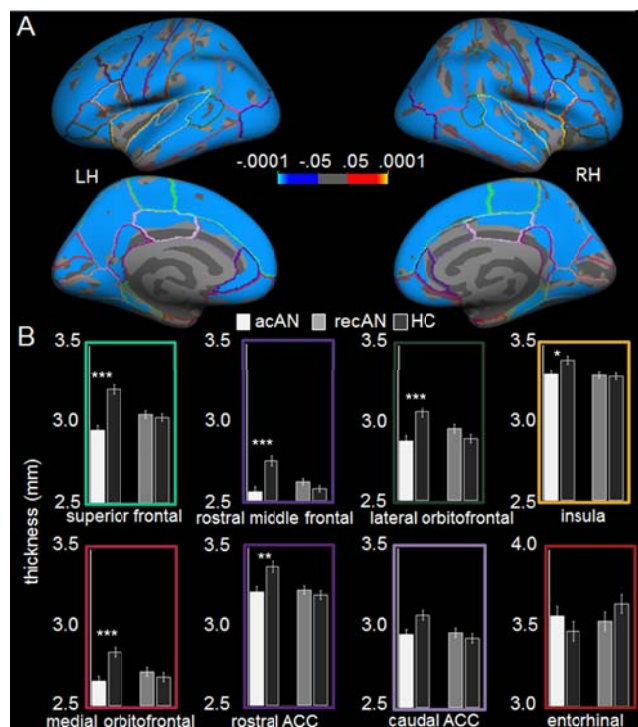 A
LH
-.0001 -.05 .05 .0001
RH
B
acAN recAN HC
thickness (mm)
3.5
3.0
2.5
***
superior frontal
3.5
3.0
2.5
***
rostral middle frontal
3.5
3.0
2.5
***
lateral orbitofrontal
3.5
3.0
2.5
*
insula
3.5
3.0
2.5
***
medial orbitofrontal
3.5
3.0
2.5
**
rostral ACC
3.5
3.0
2.5
caudal ACC
4.0
3.5
3.0
entorhinal